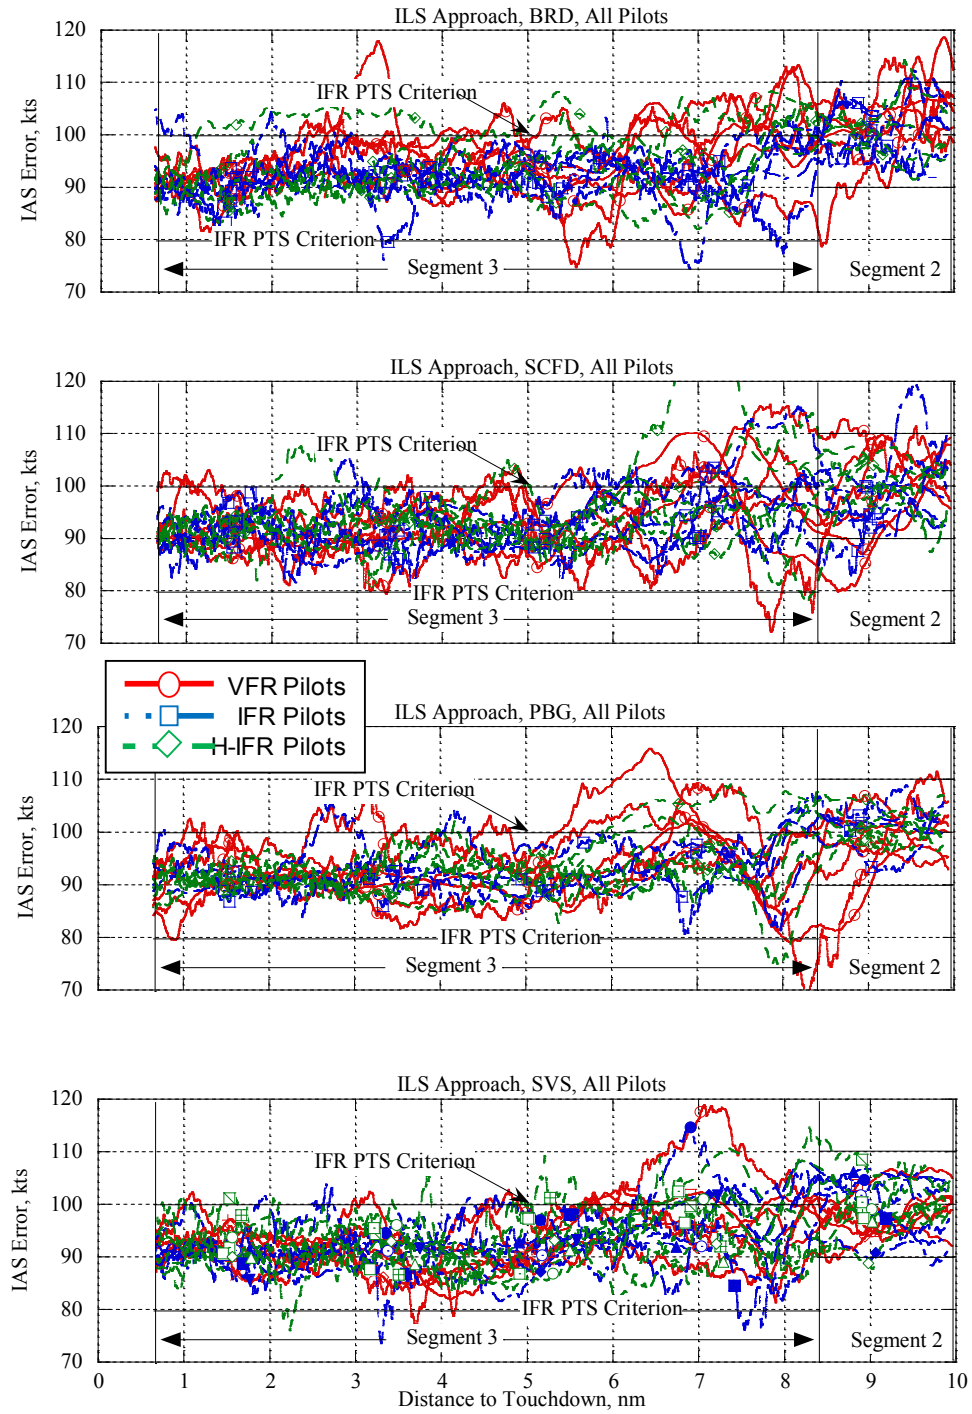 ILS Approach, BRD, All Pilots
120
110
100
90
80
70
IAS Error, kts
IFR PTS Criterion
IFR PTS Criterion
Segment 3
Segment 2
ILS Approach, SCFD, All Pilots
120
110
100
90
80
70
IAS Error, kts
IFR PTS Criterion
IFR PTS Criterion
Segment 3
Segment 2
VFR Pilots
IFR Pilots
H-IFR Pilots
ILS Approach, PBG, All Pilots
120
110
100
90
80
70
IAS Error, kts
IFR PTS Criterion
IFR PTS Criterion
Segment 3
Segment 2
ILS Approach, SVS, All Pilots
120
110
100
90
80
70
IAS Error, kts
IFR PTS Criterion
IFR PTS Criterion
Segment 3
Segment 2
0 1 2 3 4 5 6 7 8 9 10
Distance to Touchdown, nm